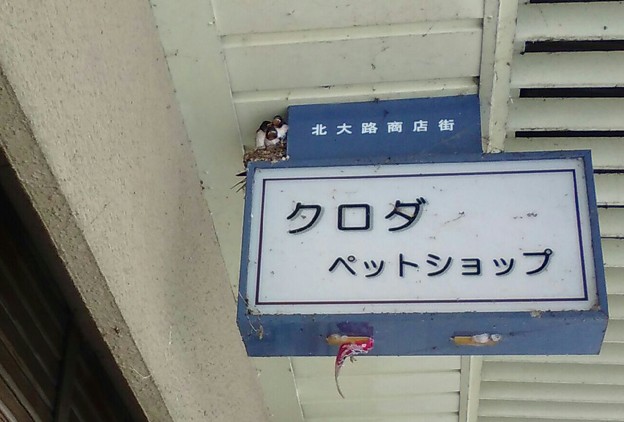 北大路商店街
クロダ
ペットショップ